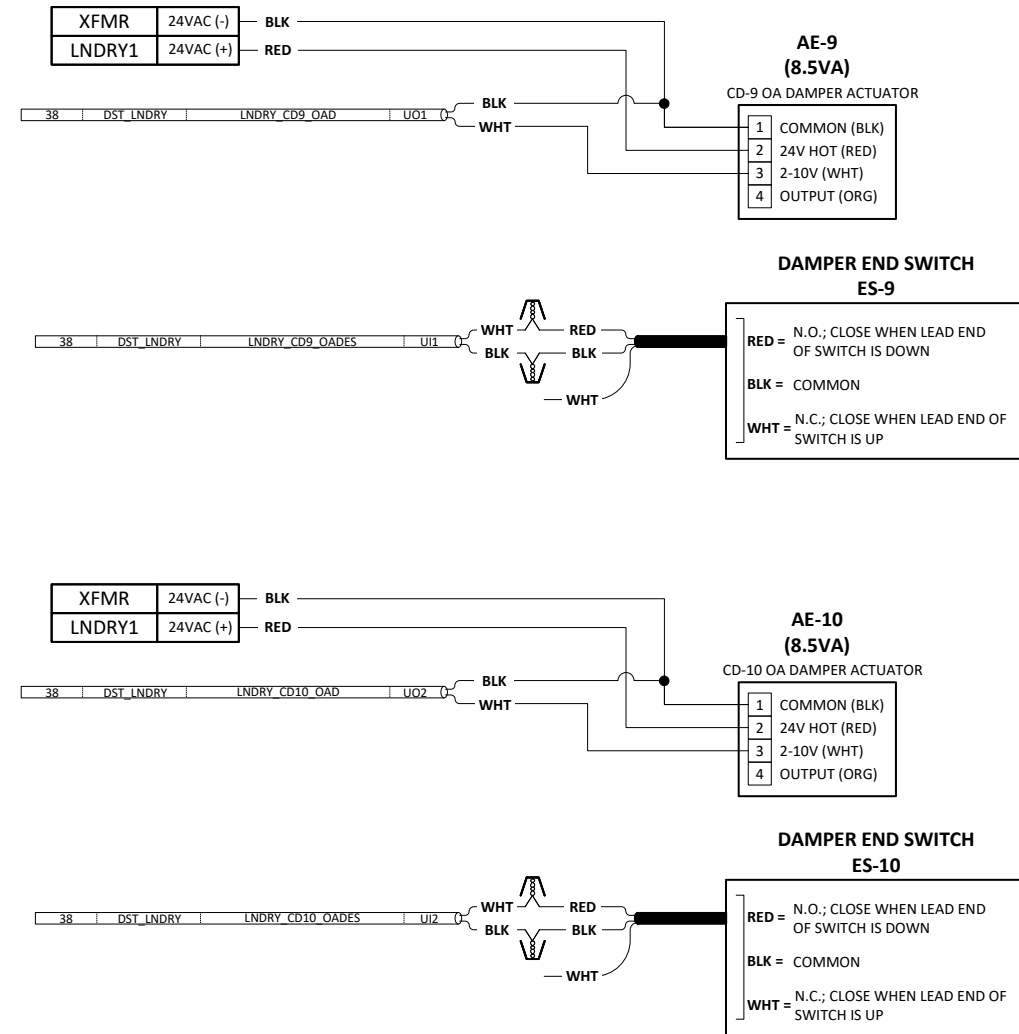 XFMR 24VAC (-) BLK
LNDRY1 24VAC (+) RED
AE-9
(8.5VA)
CD-9 OA DAMPER ACTUATOR
38 DST_LNDRY LNDRY_CD9_OAD UO1
BLK
WHT
1 COMMON (BLK)
2 24V HOT (RED)
3 2-10V (WHT)
4 OUTPUT (ORG)
DAMPER END SWITCH
ES-9
38 DST_LNDRY LNDRY_CD9_OADES UI1
WHT RED
BLK BLK
WHT
RED = N.O.; CLOSE WHEN LEAD END
OF SWITCH IS DOWN
BLK = COMMON
WHT = N.C.; CLOSE WHEN LEAD END OF
SWITCH IS UP
XFMR 24VAC (-) BLK
LNDRY1 24VAC (+) RED
AE-10
(8.5VA)
CD-10 OA DAMPER ACTUATOR
38 DST_LNDRY LNDRY_CD10_OAD UO2
BLK
WHT
1 COMMON (BLK)
2 24V HOT (RED)
3 2-10V (WHT)
4 OUTPUT (ORG)
DAMPER END SWITCH
ES-10
38 DST_LNDRY LNDRY_CD10_OADES UI2
WHT RED
BLK BLK
WHT
RED = N.O.; CLOSE WHEN LEAD END
OF SWITCH IS DOWN
BLK = COMMON
WHT = N.C.; CLOSE WHEN LEAD END OF
SWITCH IS UP